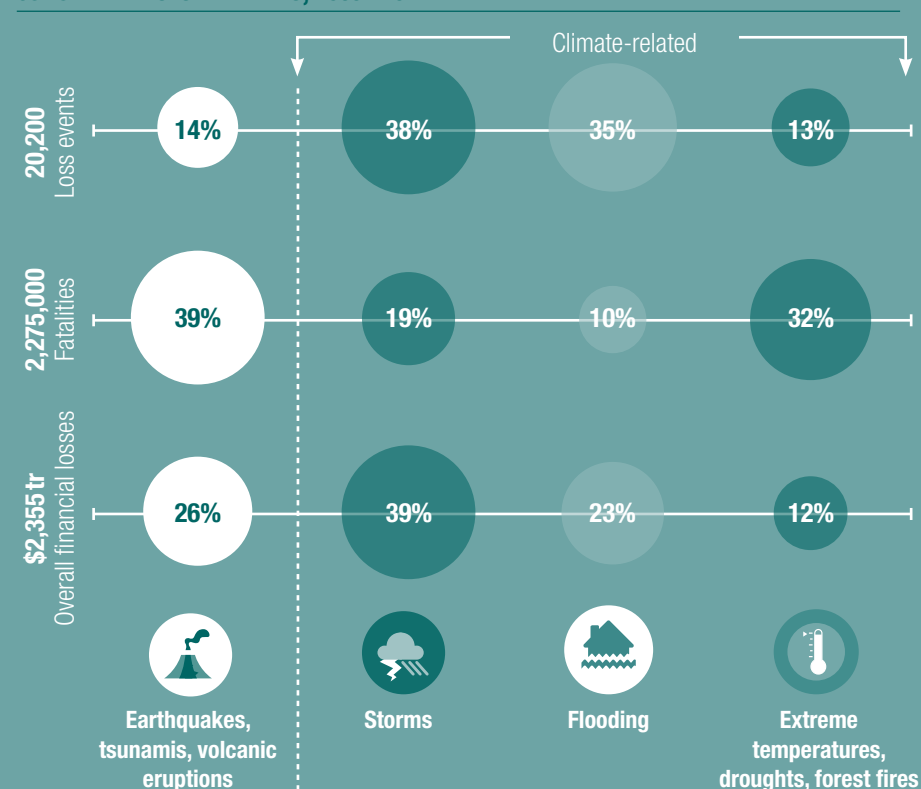 Climate-related
20,200
Loss events
14%
38%
35%
13%
2,275,000
Fatalities
39%
19%
10%
32%
$2,355 tr
Overall financial losses
26%
39%
23%
12%
Earthquakes,
tsunamis, volcanic
eruptions
Storms
Flooding
Extreme
temperatures,
droughts, forest fires